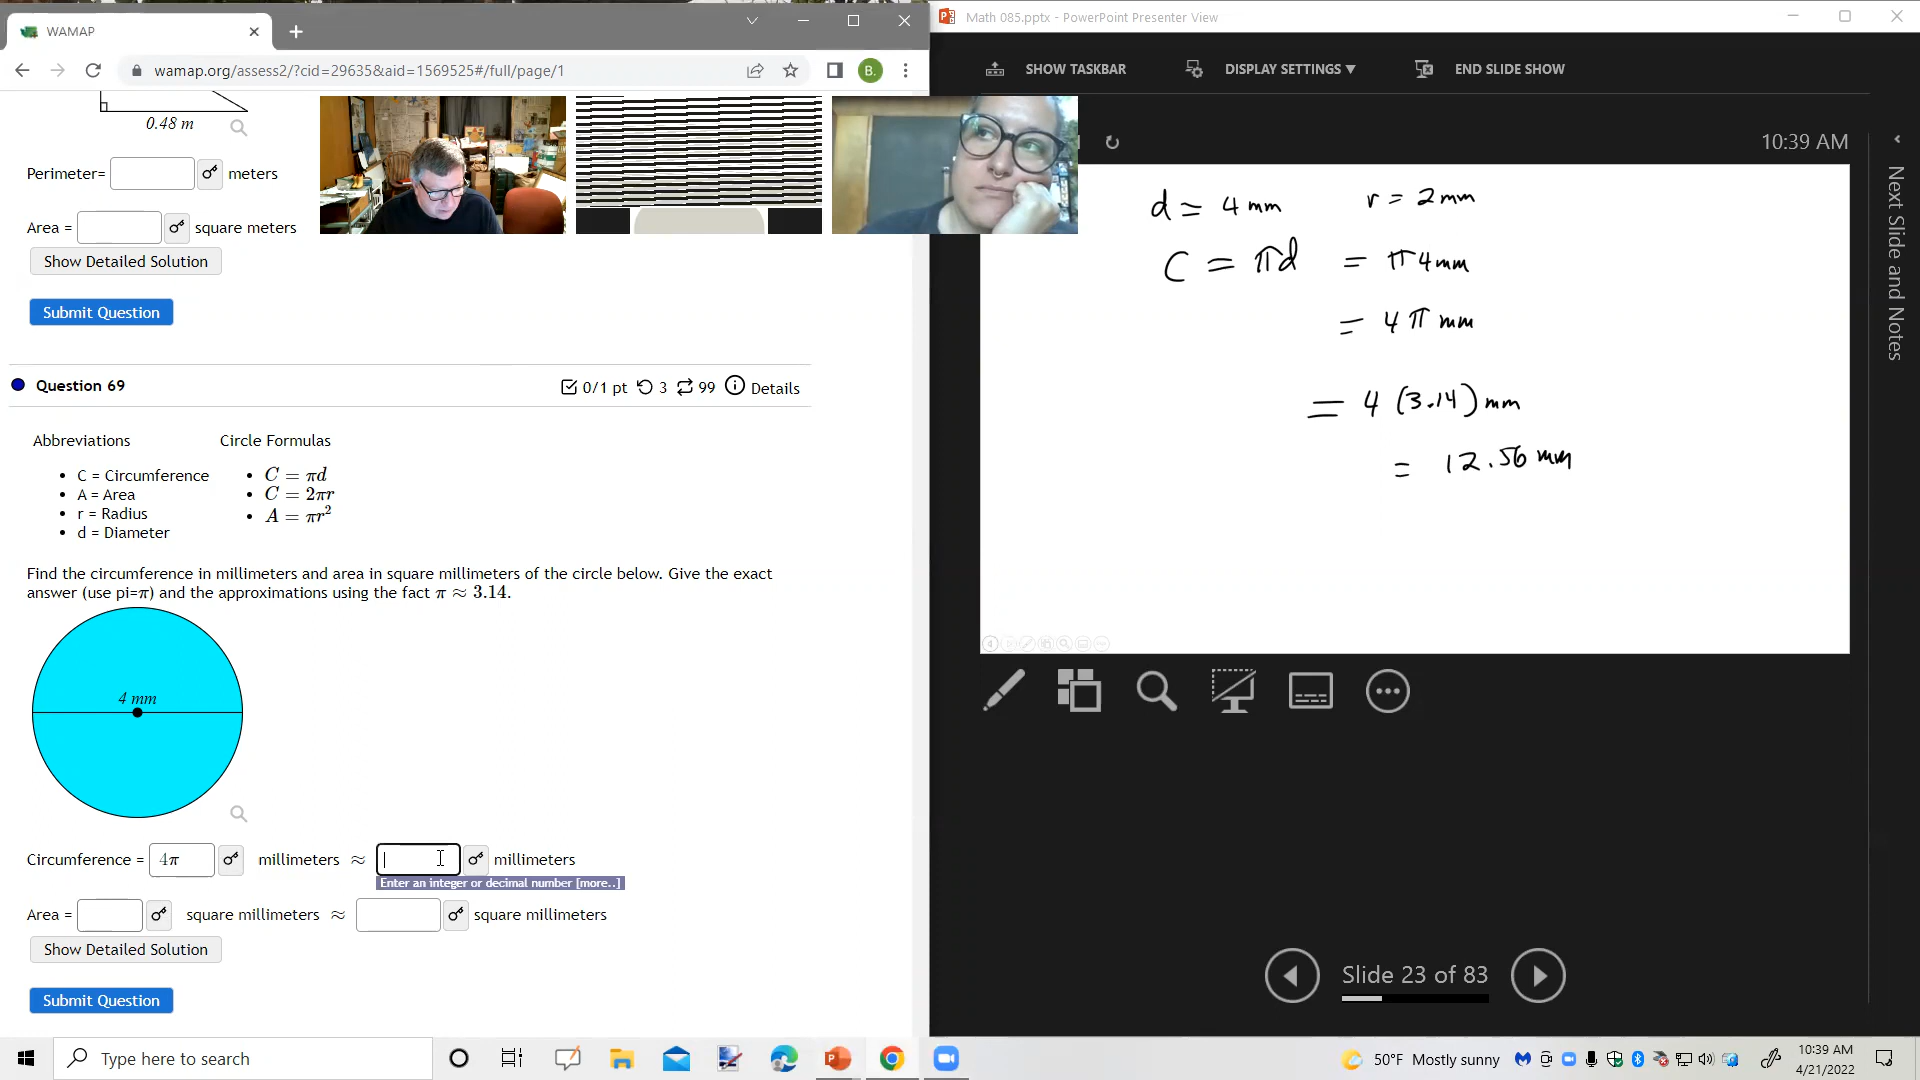 WAMAP
wamap.org/assess2/?cid=29635&aid=1569525#/full/page/1
B.
0.48 m
Perimeter= meters
Area = square meters
Show Detailed Solution
Submit Question
Question 69
0/1 pt 3 99 Details
Abbreviations
• C = Circumference
• A = Area
• r = Radius
• d = Diameter
Circle Formulas
• C = πd
• C = 2πr
• A = πr²
Find the circumference in millimeters and area in square millimeters of the circle below. Give the exact
answer (use pi=π) and the approximations using the fact π ≈ 3.14.
4 mm
Circumference = 4π millimeters ≈ millimeters
Enter an integer or decimal number [more..]
Area = square millimeters ≈ square millimeters
Show Detailed Solution
Submit Question
Math 085.pptx - PowerPoint Presenter View
SHOW TASKBAR DISPLAY SETTINGS ▼ END SLIDE SHOW
10:39 AM
Next Slide and Notes
d = 4 mm r = 2 mm
C = πd = π 4 mm
= 4 π mm
= 4 (3.14) mm
= 12.56 mm
Slide 23 of 83
Type here to search
50°F Mostly sunny
10:39 AM
4/21/2022